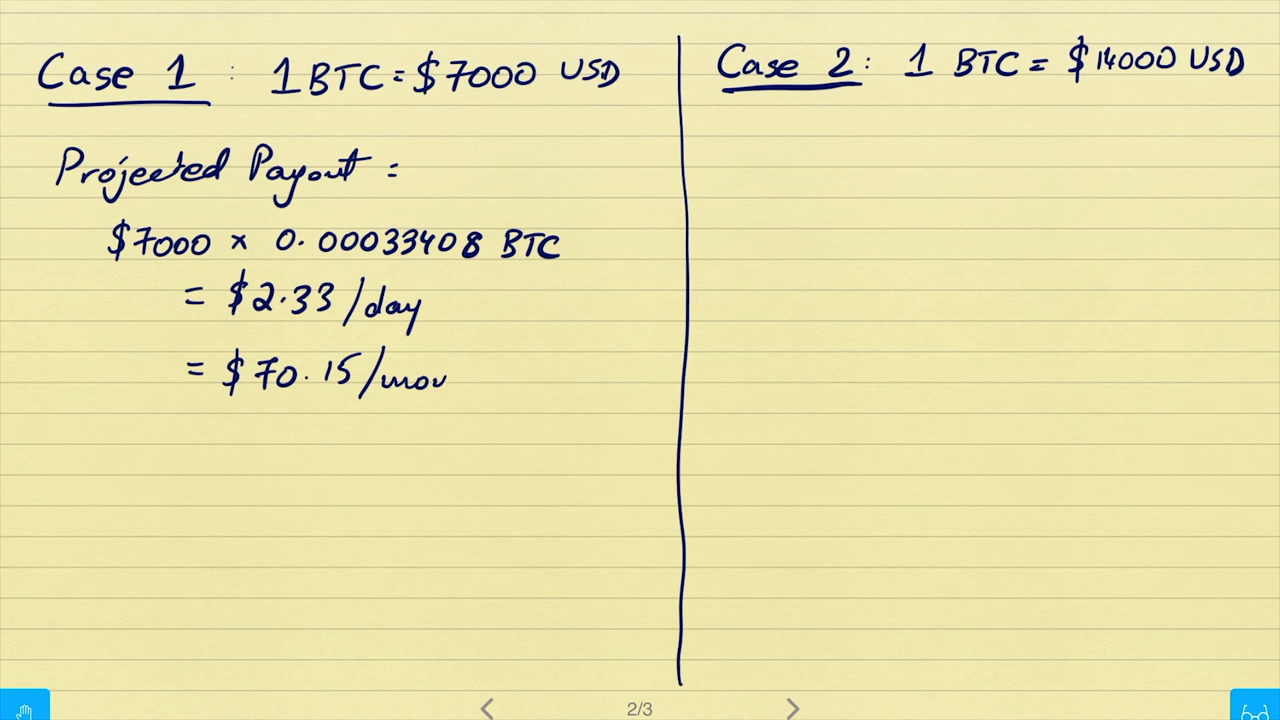 Case 1 : 1 BTC = $7000 USD
Projected Payout =
$7000 × 0.00033408 BTC
= $2.33/day
= $70.15/mon
Case 2 : 1 BTC = $14000 USD
2/3